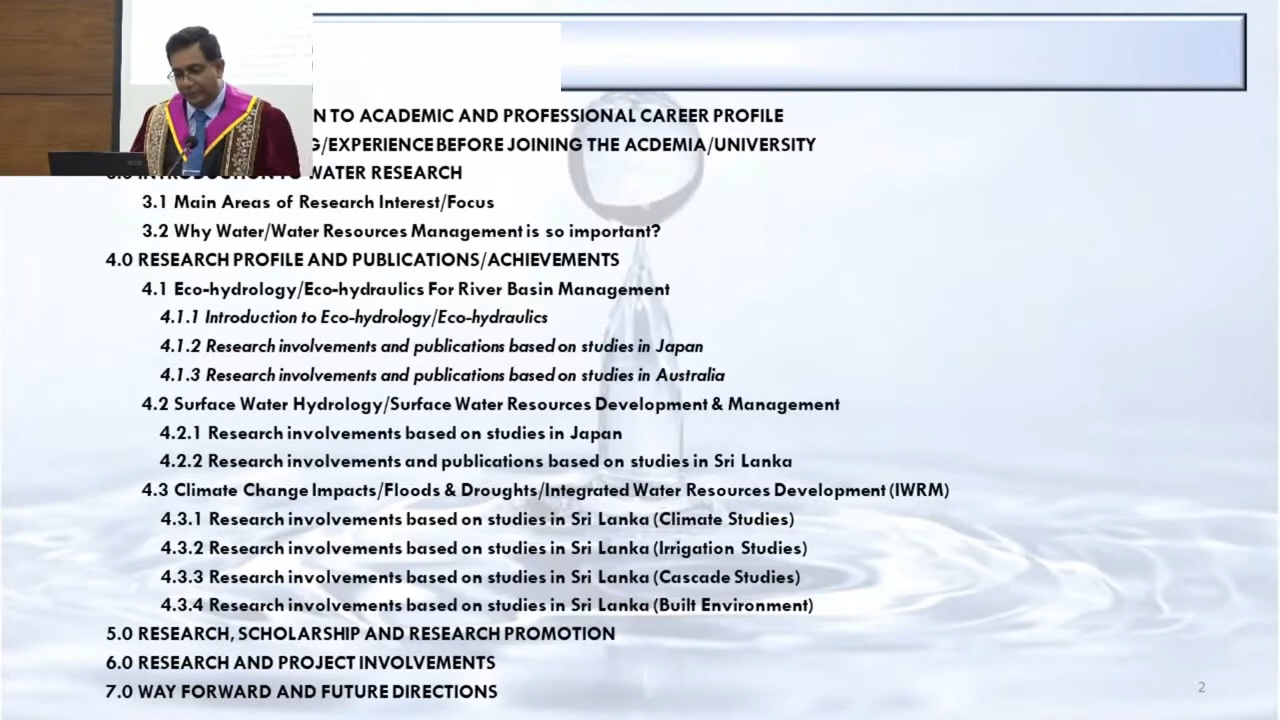 N TO ACADEMIC AND PROFESSIONAL CAREER PROFILE
G/EXPERIENCE BEFORE JOINING THE ACDEMIA/UNIVERSITY
INTRODUCTION TO WATER RESEARCH
3.1 Main Areas of Research Interest/Focus
3.2 Why Water/Water Resources Management is so important?
4.0 RESEARCH PROFILE AND PUBLICATIONS/ACHIEVEMENTS
4.1 Eco-hydrology/Eco-hydraulics For River Basin Management
4.1.1 Introduction to Eco-hydrology/Eco-hydraulics
4.1.2 Research involvements and publications based on studies in Japan
4.1.3 Research involvements and publications based on studies in Australia
4.2 Surface Water Hydrology/Surface Water Resources Development & Management
4.2.1 Research involvements based on studies in Japan
4.2.2 Research involvements and publications based on studies in Sri Lanka
4.3 Climate Change Impacts/Floods & Droughts/Integrated Water Resources Development (IWRM)
4.3.1 Research involvements based on studies in Sri Lanka (Climate Studies)
4.3.2 Research involvements based on studies in Sri Lanka (Irrigation Studies)
4.3.3 Research involvements based on studies in Sri Lanka (Cascade Studies)
4.3.4 Research involvements based on studies in Sri Lanka (Built Environment)
5.0 RESEARCH, SCHOLARSHIP AND RESEARCH PROMOTION
6.0 RESEARCH AND PROJECT INVOLVEMENTS
7.0 WAY FORWARD AND FUTURE DIRECTIONS
2